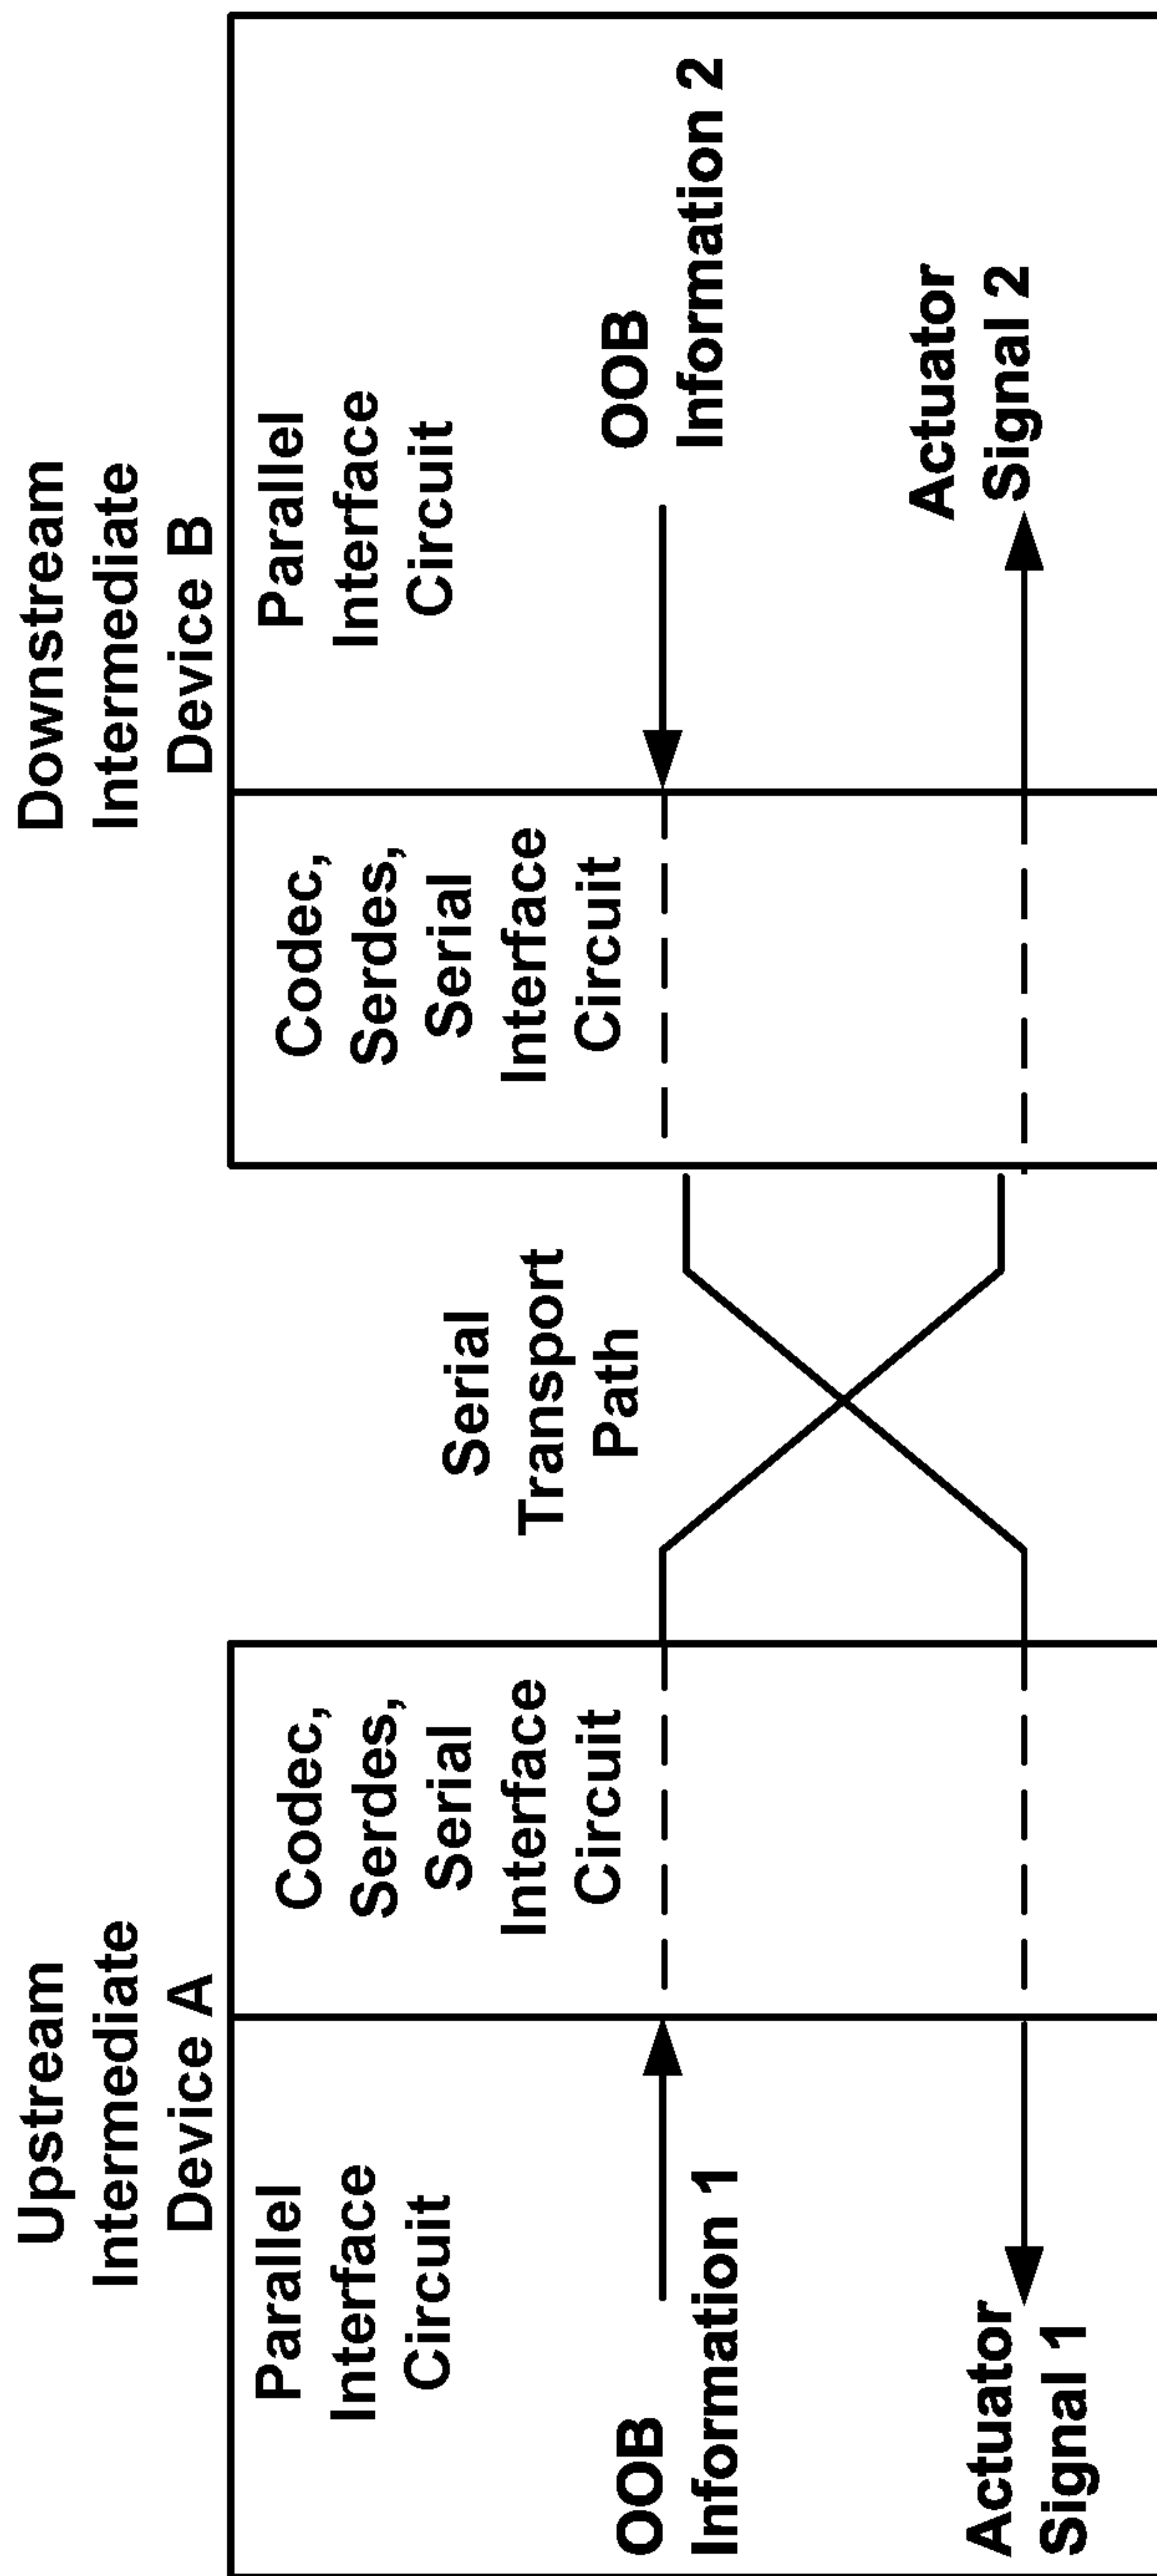 Upstream
Intermediate
Device A
Parallel
Interface
Circuit
Codec,
Serdes,
Serial
Interface
Circuit
OOB
Information 1
Actuator
Signal 1
Serial
Transport
Path
Downstream
Intermediate
Device B
Codec,
Serdes,
Serial
Interface
Circuit
Parallel
Interface
Circuit
OOB
Information 2
Actuator
Signal 2